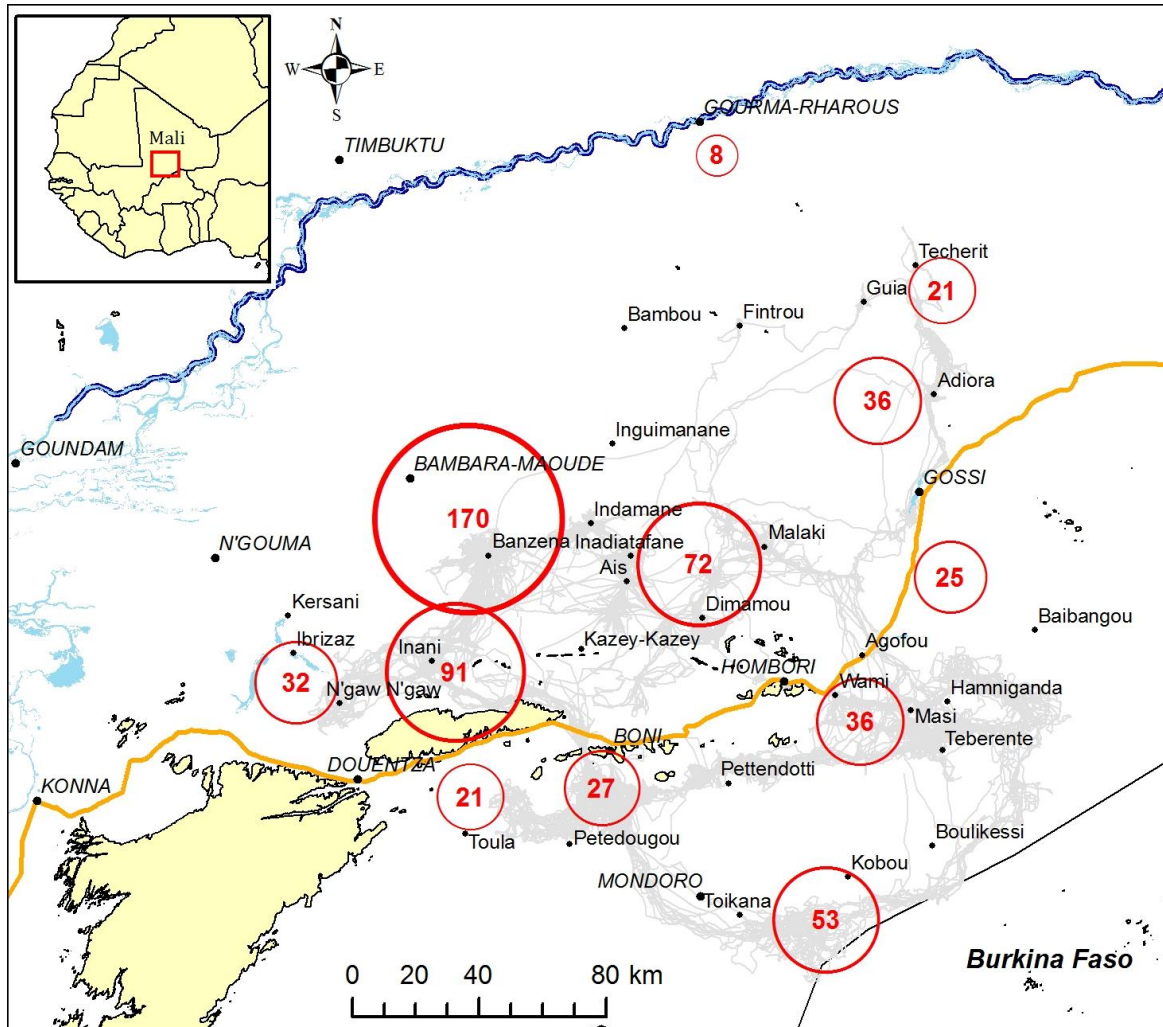 N
W E
S
Mali
TIMBUKTU
GOURMA-RHAROUS
8
Techerit
21
Guia
Bambou
Fintrou
Adiora
36
Inguimanane
GOUNDAM
BAMBARA-MAOUDE
GOSSI
170
Indamane
Malaki
N'GOUMA
Banzena
Inadiatafane
72
Ais
25
Kersani
Dimamou
Baibangou
Ibrizaz
Inani
Kazey-Kazey
Agofou
91
HOMBORI
32
N'gaw N'gaw
Wami
Hamniganda
36
Masi
BONI
Teberente
DOUENTZA
Pettendotti
KONNA
21
27
Toula
Petedougou
Boulikessi
Kobou
MONDORO
Toikana
53
Burkina Faso
0 20 40 80 km